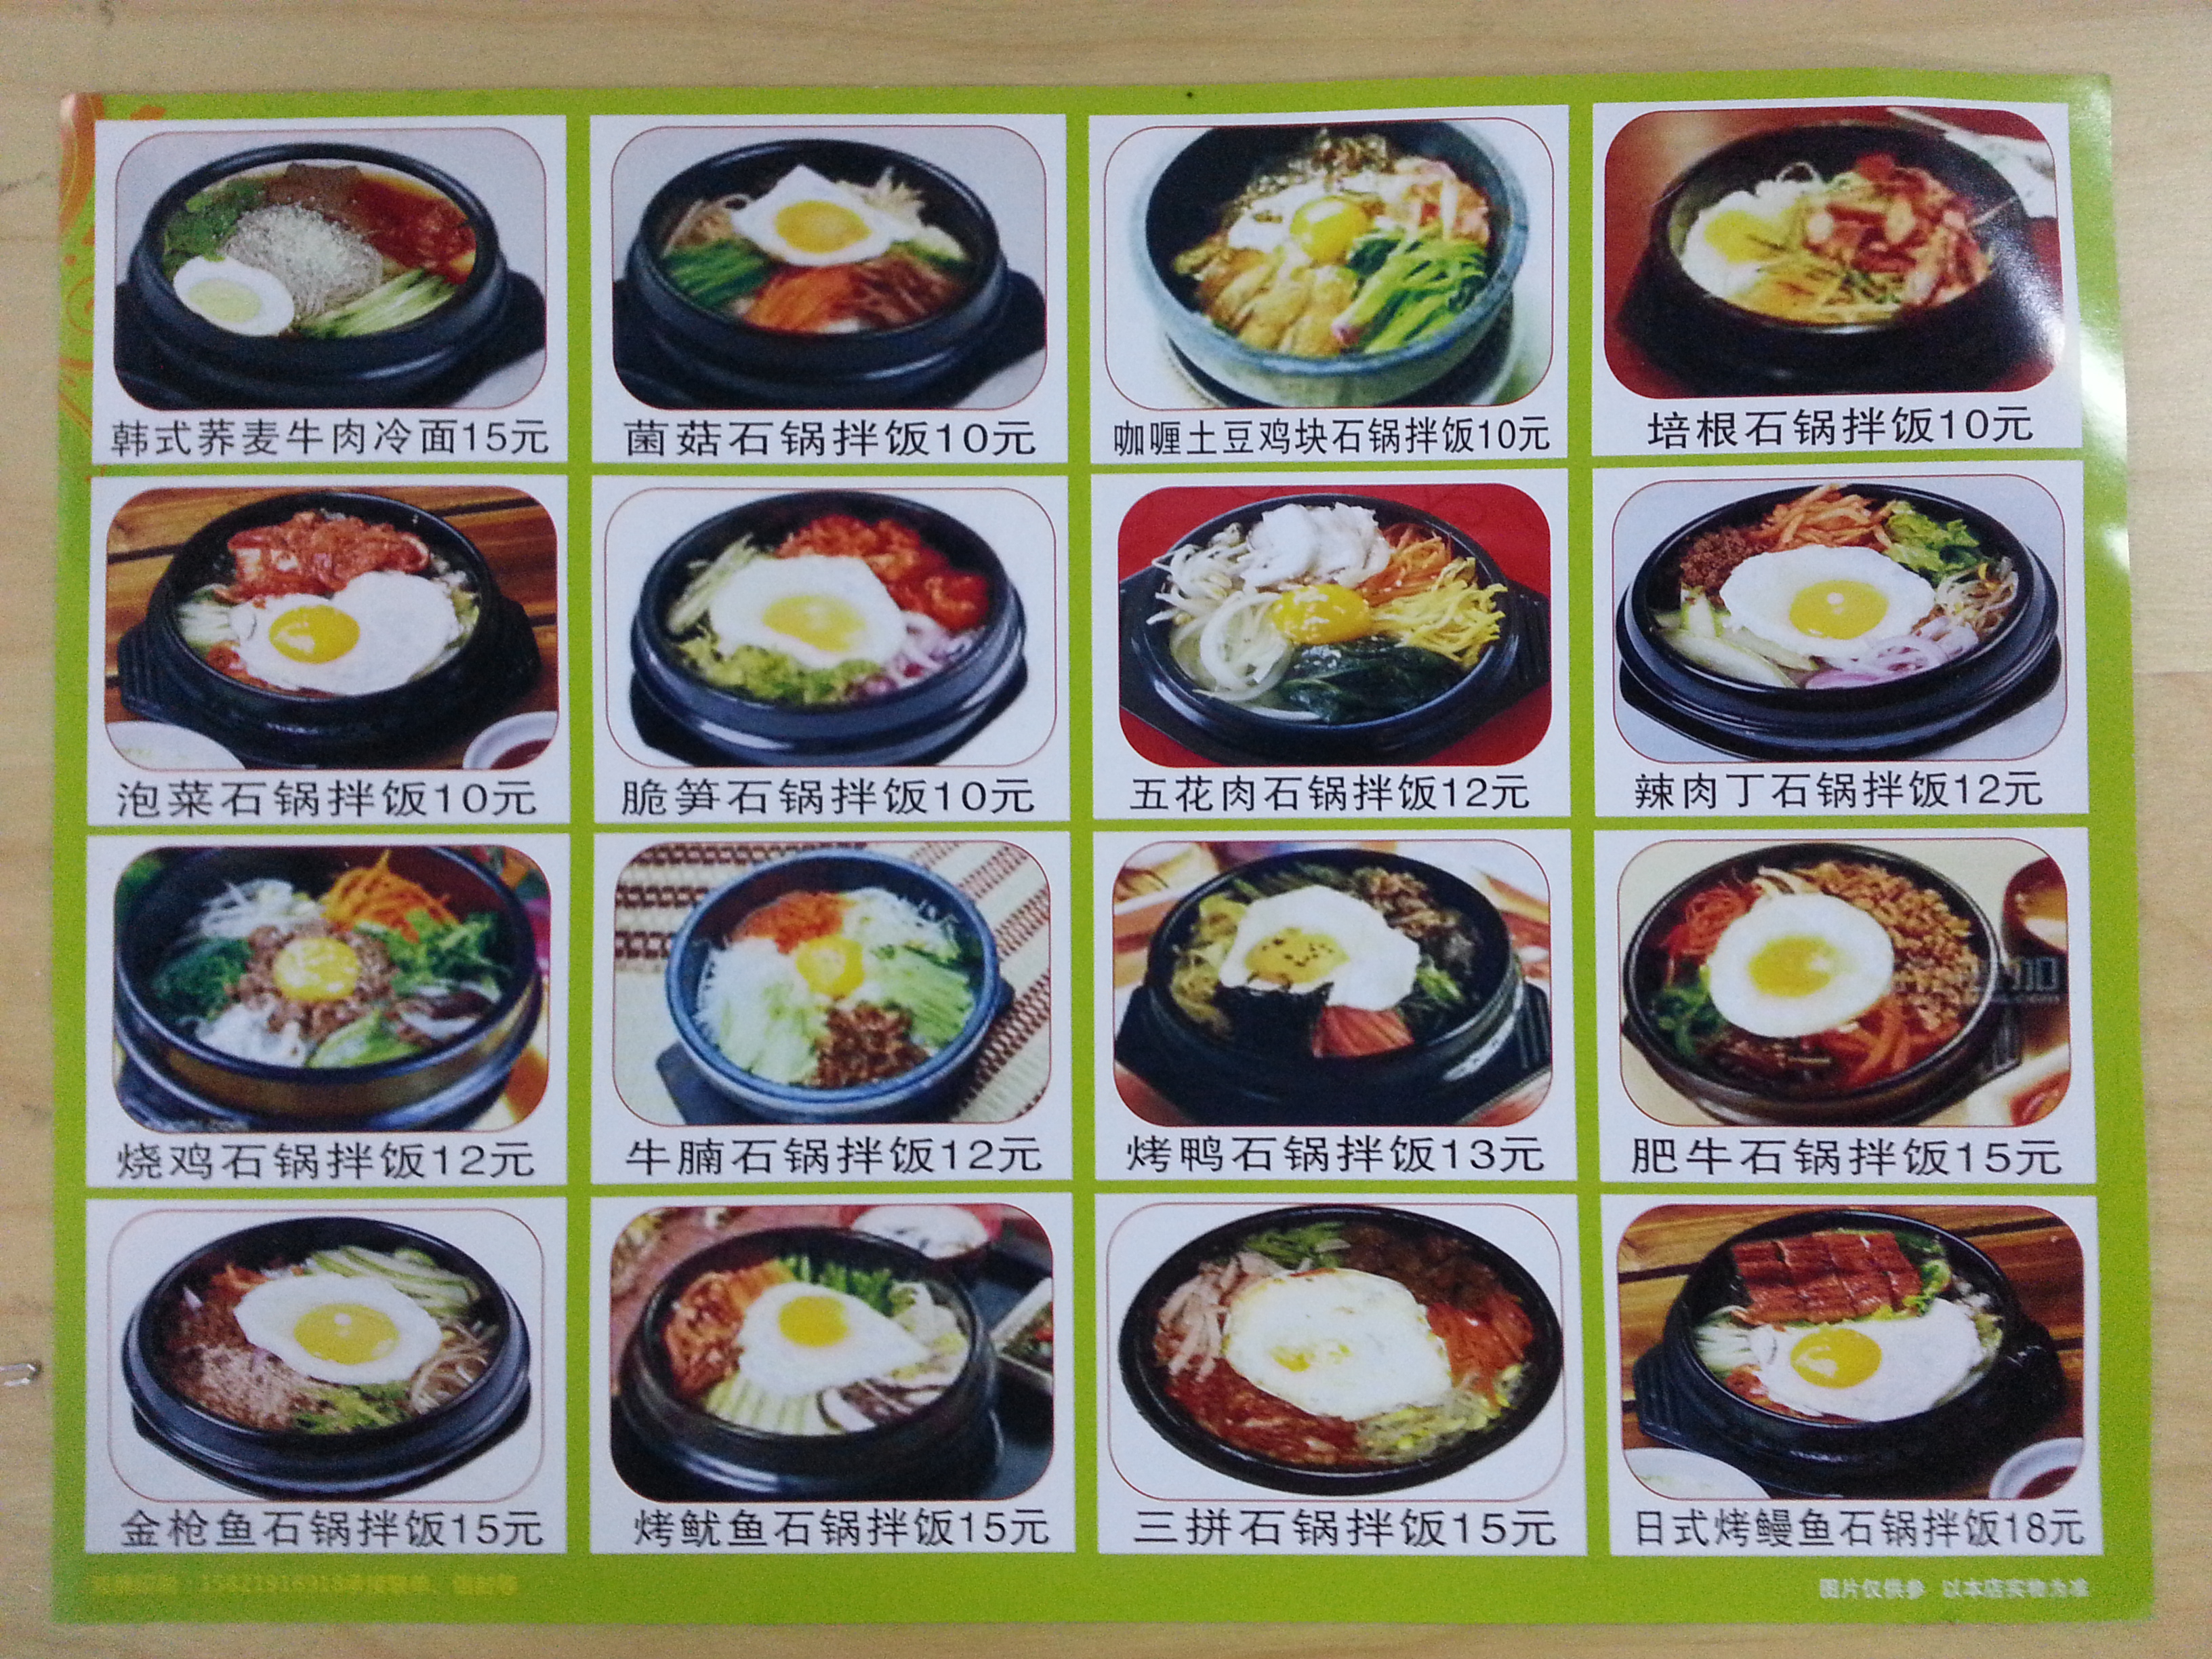 韩式荞麦牛肉冷面15元
菌菇石锅拌饭10元
咖喱土豆鸡块石锅拌饭10元
培根石锅拌饭10元
泡菜石锅拌饭10元
脆笋石锅拌饭10元
五花肉石锅拌饭12元
辣肉丁石锅拌饭12元
烧鸡石锅拌饭12元
牛腩石锅拌饭12元
烤鸭石锅拌饭13元
肥牛石锅拌饭15元
金枪鱼石锅拌饭15元
烤鱿鱼石锅拌饭15元
三拼石锅拌饭15元
日式烤鳗鱼石锅拌饭18元
图片仅供参 以本店实物为准